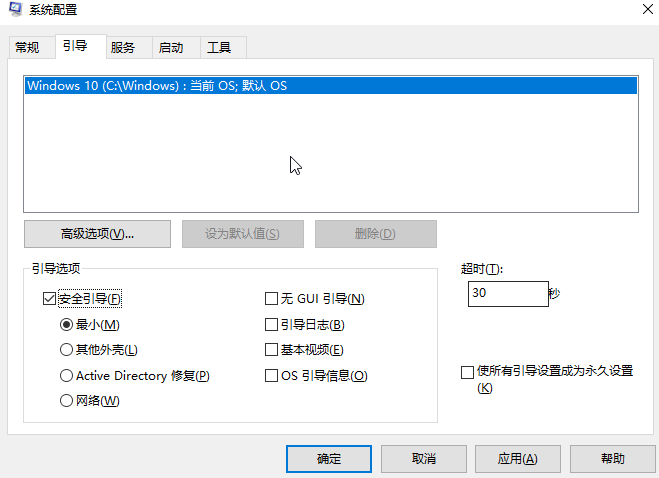 系统配置
常规 引导 服务 启动 工具
Windows 10 (C:\Windows) : 当前 OS; 默认 OS
高级选项(V)... 设为默认值(S) 删除(D)
引导选项 超时(T):
安全引导(F) 无 GUI 引导(N) 30 秒
最小(M) 引导日志(B)
其他外壳(L) 基本视频(E)
Active Directory 修复(P) OS 引导信息(O) 使所有引导设置成为永久设置
(K)
网络(W)
确定 取消 应用(A) 帮助